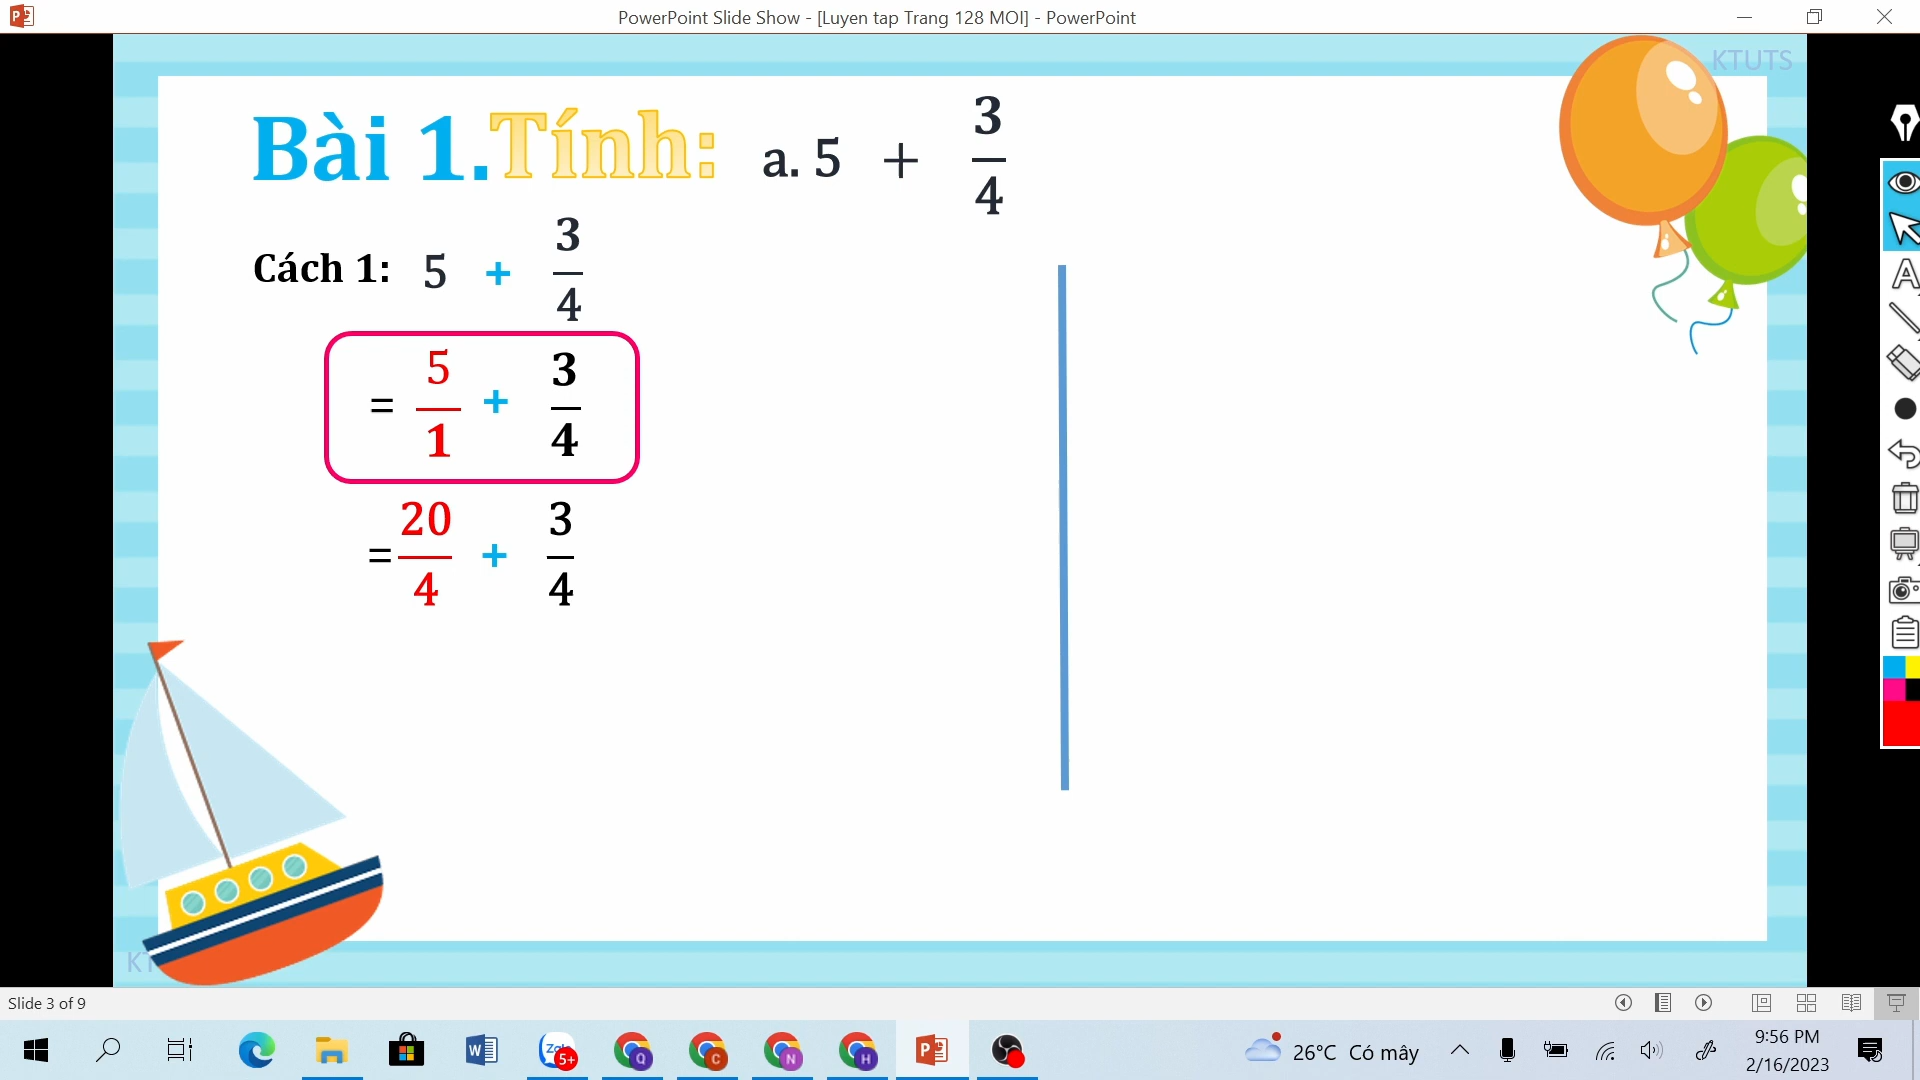 PowerPoint Slide Show - [Luyen tap Trang 128 MOI] - PowerPoint
KTUTS
Bài 1.Tính: a. 5 + 3/4
Cách 1: 5 + 3/4
= 5/1 + 3/4
= 20/4 + 3/4
KT
Slide 3 of 9
26°C Có mây
9:56 PM
2/16/2023